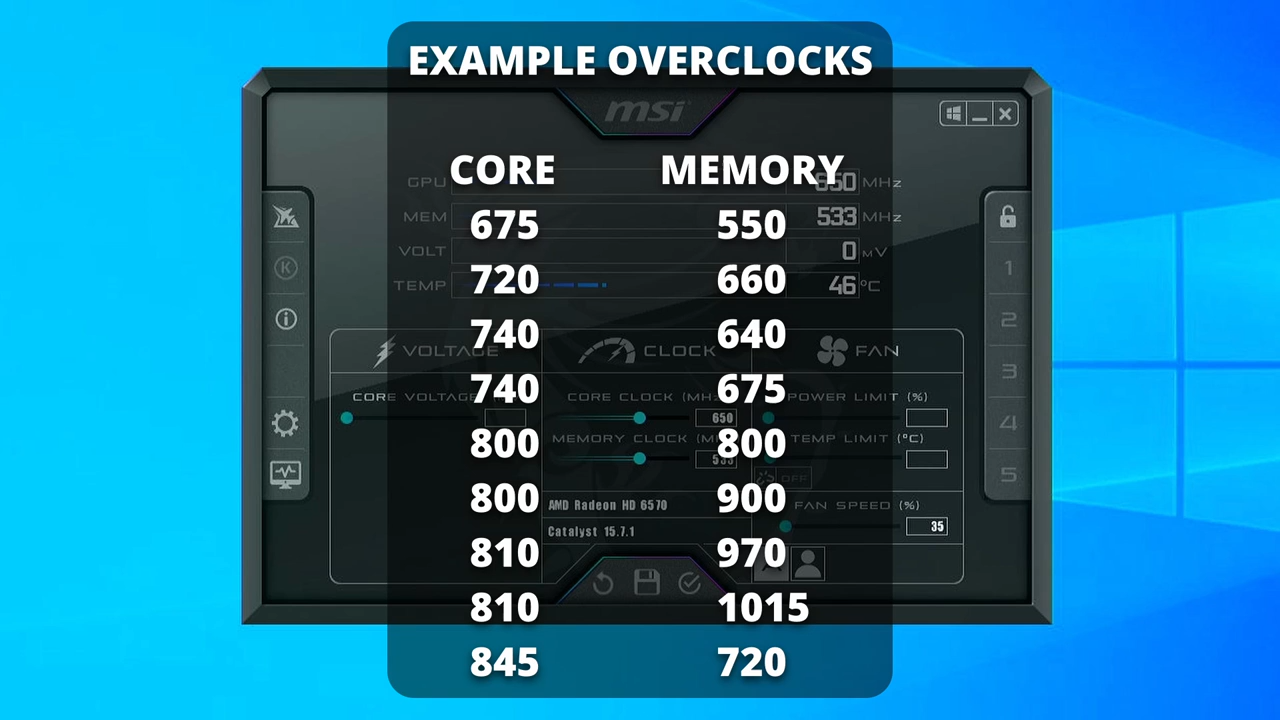 EXAMPLE OVERCLOCKS
msi
CORE MEMORY
GPU 650 MHz
675 550
MEM 533 MHz
VOLT 0 MV
720 660
TEMP 46 °C
740 640
VOLTAGE CLOCK FAN
740 675
CORE VOLTAGE CORE CLOCK (MHz 650 POWER LIMIT (%)
800 800
MEMORY CLOCK (M 533 TEMP LIMIT (°C)
OFF
800 900
AMD Radeon HD 6570 FAN SPEED (%)
Catalyst 15.7.1 35
810 970
810 1015
845 720
K
1
2
3
4
5